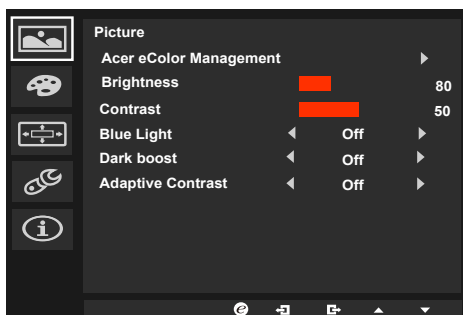 Picture
Acer eColor Management
Brightness 80
Contrast 50
Blue Light Off
Dark boost Off
Adaptive Contrast Off